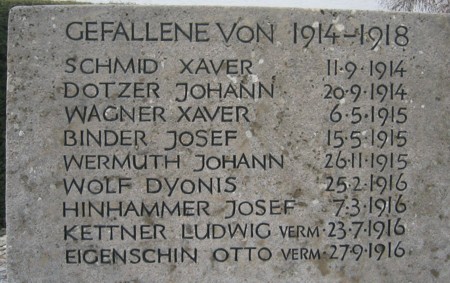 GEFALLENE VON 1914-1918
SCHMID XAVER 11·9·1914
DOTZER JOHANN 20·9·1914
WAGNER XAVER 6·5·1915
BINDER JOSEF 15·5·1915
WERMUTH JOHANN 26·11·1915
WOLF DYONIS 25·2·1916
HINHAMMER JOSEF 7·3·1916
KETTNER LUDWIG VERM·23·7·1916
EIGENSCHIN OTTO VERM·27·9·1916